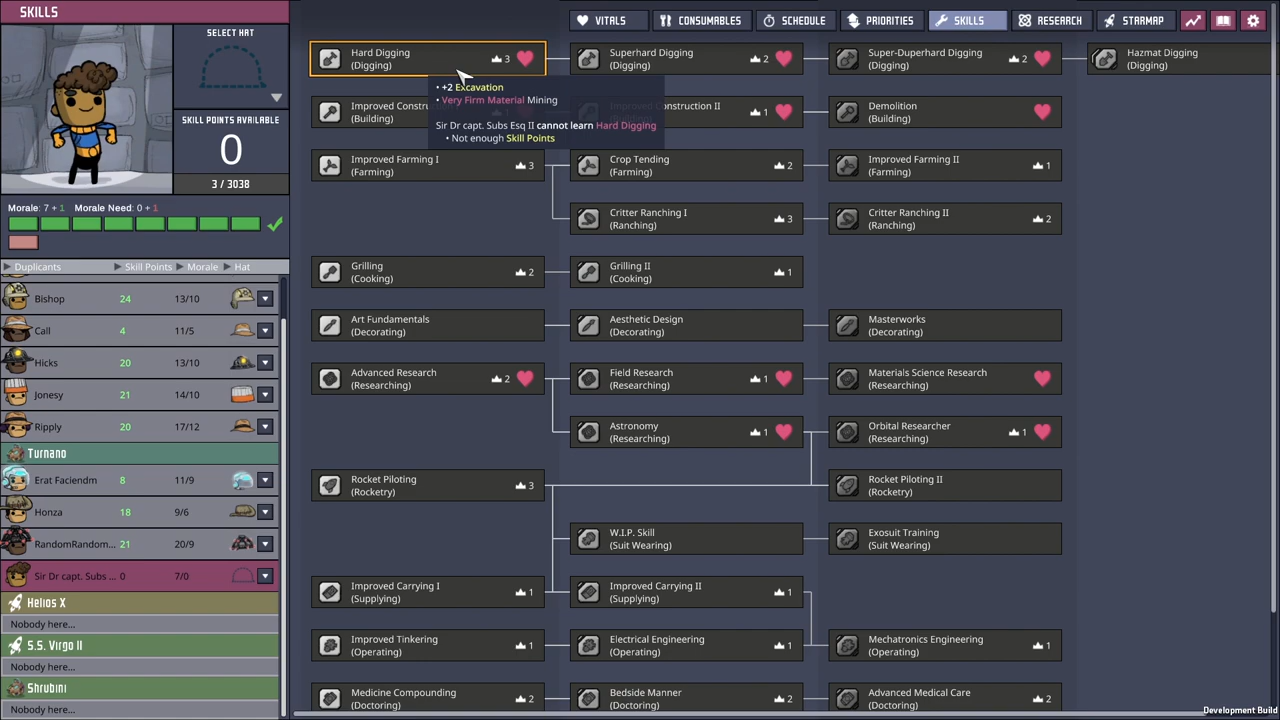 SKILLS
VITALS
CONSUMABLES
SCHEDULE
PRIORITIES
SKILLS
RESEARCH
STARMAP
SELECT HAT
SKILL POINTS AVAILABLE
0
3 / 3038
Morale: 7 + 1 Morale Need: 0 + 1
Duplicants Skill Points Morale Hat
Bishop 24 13/10
Call 4 11/5
Hicks 20 13/10
Jonesy 21 14/10
Ripply 20 17/12
Turnano
Erat Faciendm 8 11/9
Honza 18 9/6
RandomRandom... 21 20/9
Sir Dr capt. Subs ... 0 7/0
Helios X
Nobody here...
S.S. Virgo II
Nobody here...
Shrubini
Nobody here...
Hard Digging
(Digging)
3
Superhard Digging
(Digging)
2
Super-Duperhard Digging
(Digging)
2
Hazmat Digging
(Digging)
• +2 Excavation
• Very Firm Material Mining
Sir Dr capt. Subs Esq II cannot learn Hard Digging
• Not enough Skill Points
Improved Constru
(Building)
Improved Construction II
(Building)
1
Demolition
(Building)
Improved Farming I
(Farming)
3
Crop Tending
(Farming)
2
Improved Farming II
(Farming)
1
Critter Ranching I
(Ranching)
3
Critter Ranching II
(Ranching)
2
Grilling
(Cooking)
2
Grilling II
(Cooking)
1
Art Fundamentals
(Decorating)
Aesthetic Design
(Decorating)
Masterworks
(Decorating)
Advanced Research
(Researching)
2
Field Research
(Researching)
1
Materials Science Research
(Researching)
Astronomy
(Researching)
1
Orbital Researcher
(Researching)
1
Rocket Piloting
(Rocketry)
3
Rocket Piloting II
(Rocketry)
W.I.P. Skill
(Suit Wearing)
Exosuit Training
(Suit Wearing)
Improved Carrying I
(Supplying)
1
Improved Carrying II
(Supplying)
1
Improved Tinkering
(Operating)
1
Electrical Engineering
(Operating)
1
Mechatronics Engineering
(Operating)
1
Medicine Compounding
(Doctoring)
2
Bedside Manner
(Doctoring)
2
Advanced Medical Care
(Doctoring)
2
Development Build